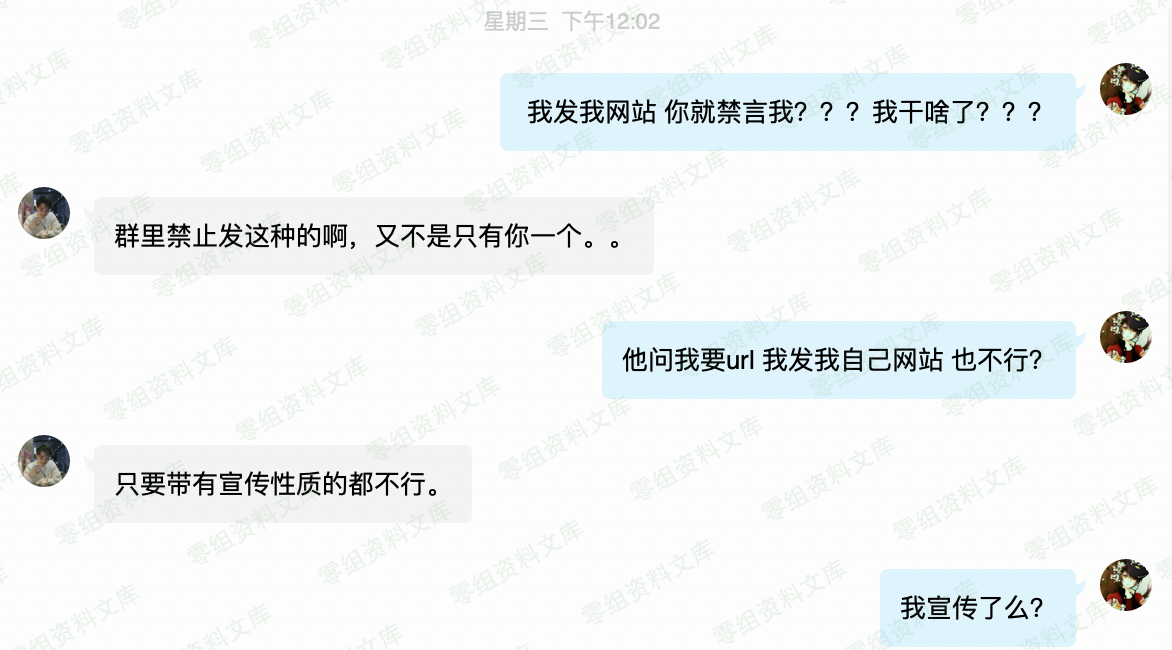 星期三 下午12:02
我发我网站 你就禁言我？？？我干啥了？？？
群里禁止发这种的啊，又不是只有你一个。。
他问我要url 我发我自己网站 也不行？
只要带有宣传性质的都不行。
我宣传了么？
零组资料文库